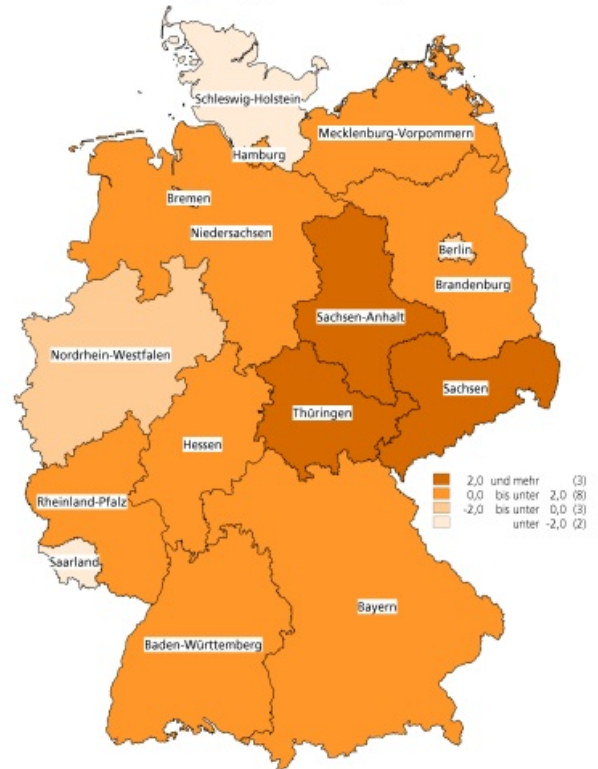 Schleswig-Holstein
Mecklenburg-Vorpommern
Hamburg
Bremen
Niedersachsen
Berlin
Brandenburg
Sachsen-Anhalt
Nordrhein-Westfalen
Sachsen
Thüringen
Hessen
Rheinland-Pfalz
Saarland
Bayern
Baden-Württemberg
2,0 und mehr (3)
0,0 bis unter 2,0 (8)
-2,0 bis unter 0,0 (3)
unter -2,0 (2)